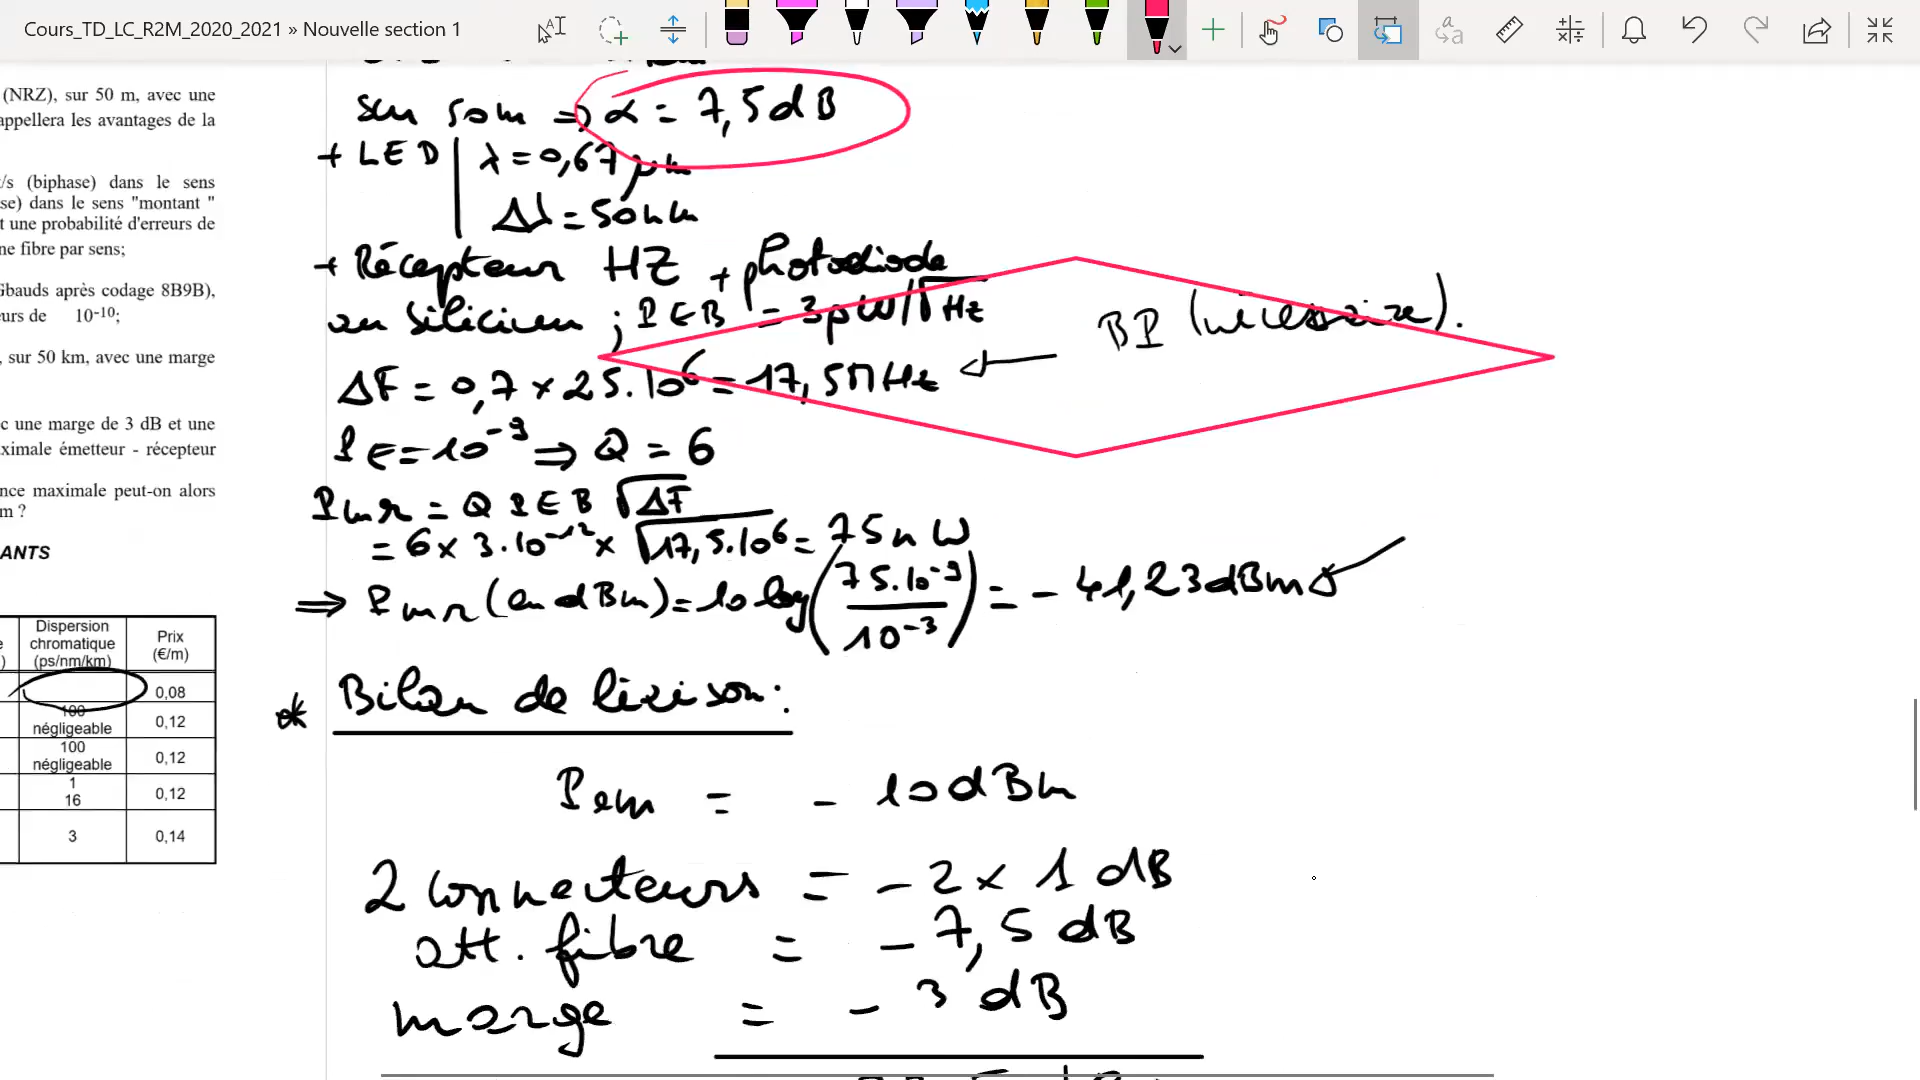 Cours_TD_LC_R2M_2020_2021 » Nouvelle section 1
(NRZ), sur 50 m, avec une
appellera les avantages de la
/s (biphase) dans le sens
se) dans le sens "montant "
t une probabilité d'erreurs de
ne fibre par sens;
Gbauds après codage 8B9B),
urs de 10⁻¹⁰;
, sur 50 km, avec une marge
c une marge de 3 dB et une
ximale émetteur - récepteur
nce maximale peut-on alors
m ?
ANTS
Dispersion chromatique (ps/nm/km) Prix (€/m)
0,08
100 négligeable 0,12
100 négligeable 0,12
1 16 0,12
3 0,14
sur 50m ⇒ α = 7,5 dB
+ LED | λ = 0,67 µm
Δλ = 50nm
+ Récepteur HZ + photodiode
au silicium ; PEB = 3pW/√Hz
ΔF = 0,7 × 25.10⁶ = 17,5 MHz ← BP (nécessaire).
PE = 10⁻⁹ ⇒ Q = 6
Pmr = Q PEB √ΔF
= 6 × 3.10⁻¹² × √17,5.10⁶ = 75 nW
⇒ Pmr (en dBm) = 10 log (75.10⁻⁹ / 10⁻³) = - 41,23 dBm
* Bilan de liaison:
Pem = - 10 dBm
2 connecteurs = - 2 × 1 dB
att. fibre = - 7,5 dB
marge = - 3 dB